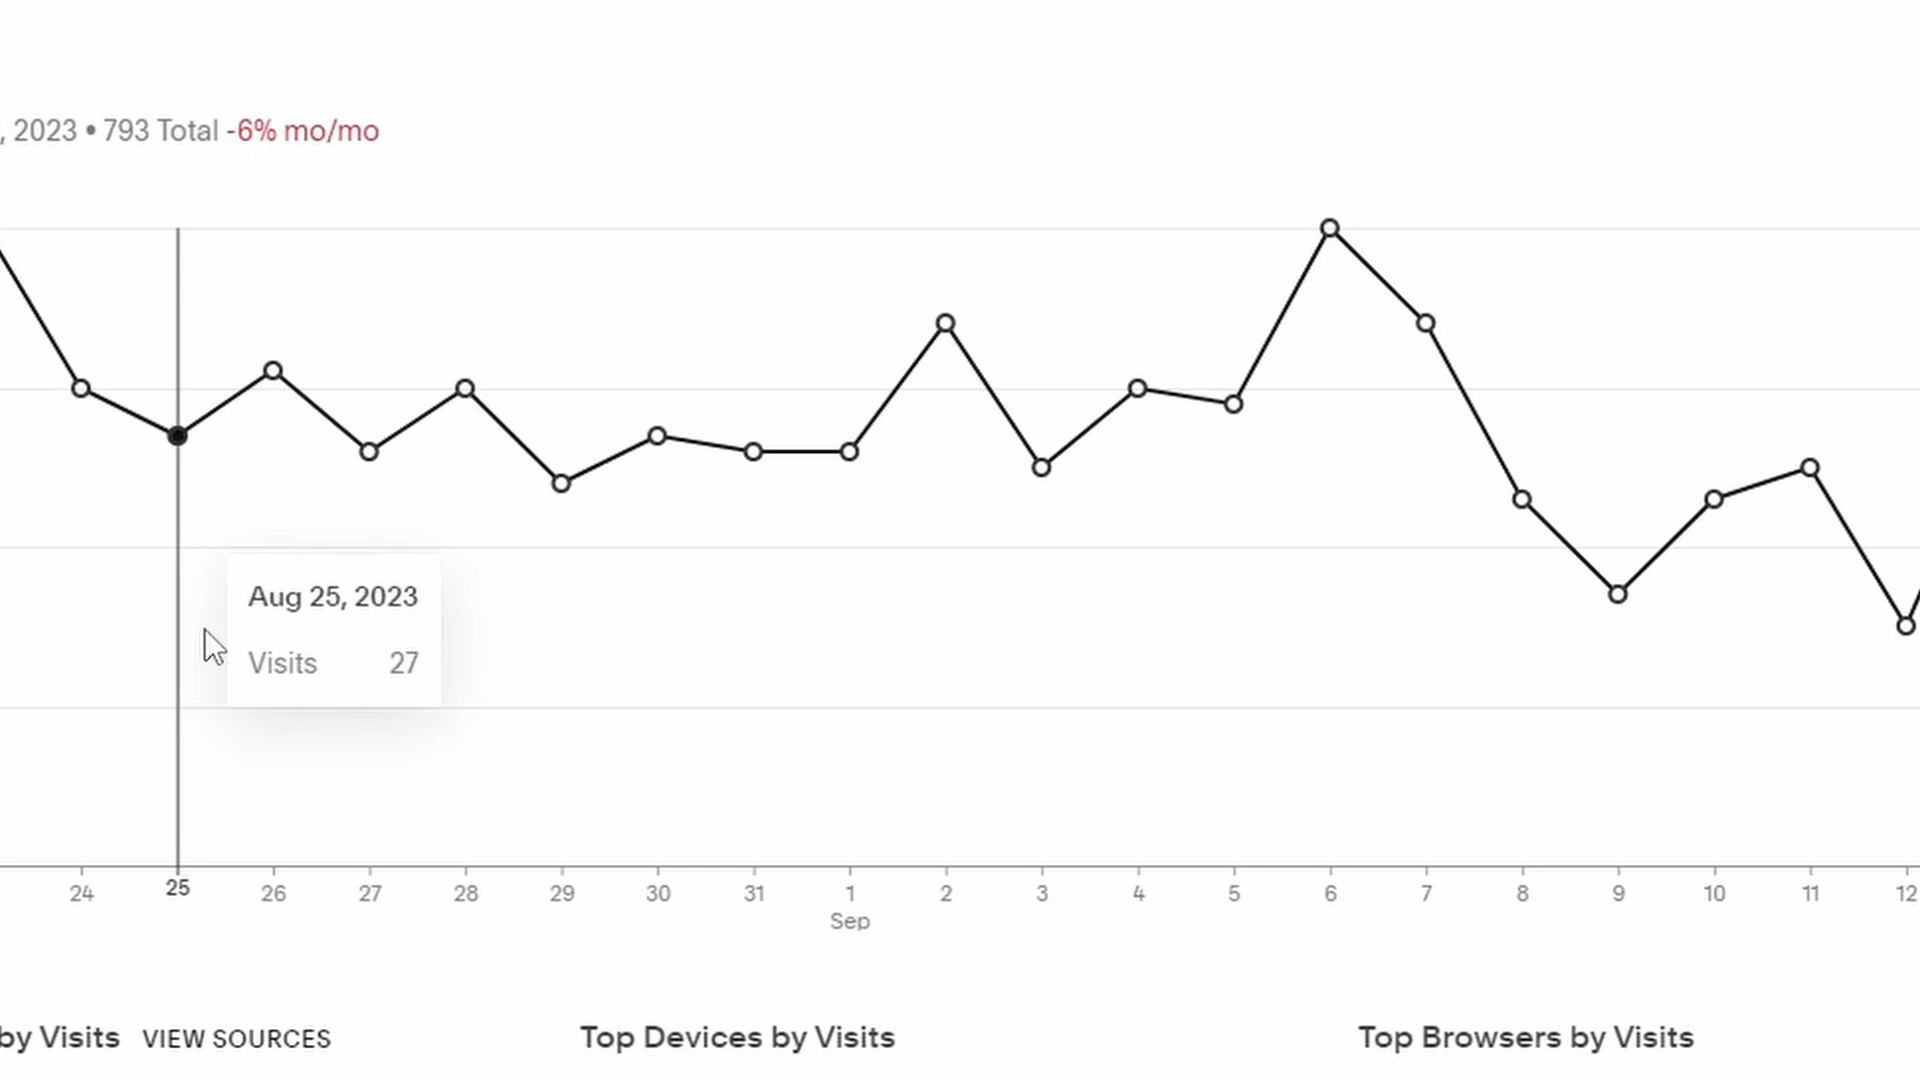 , 2023 • 793 Total -6% mo/mo
Aug 25, 2023
Visits 27
24 25 26 27 28 29 30 31 1 2 3 4 5 6 7 8 9 10 11 12
Sep
by Visits VIEW SOURCES Top Devices by Visits Top Browsers by Visits